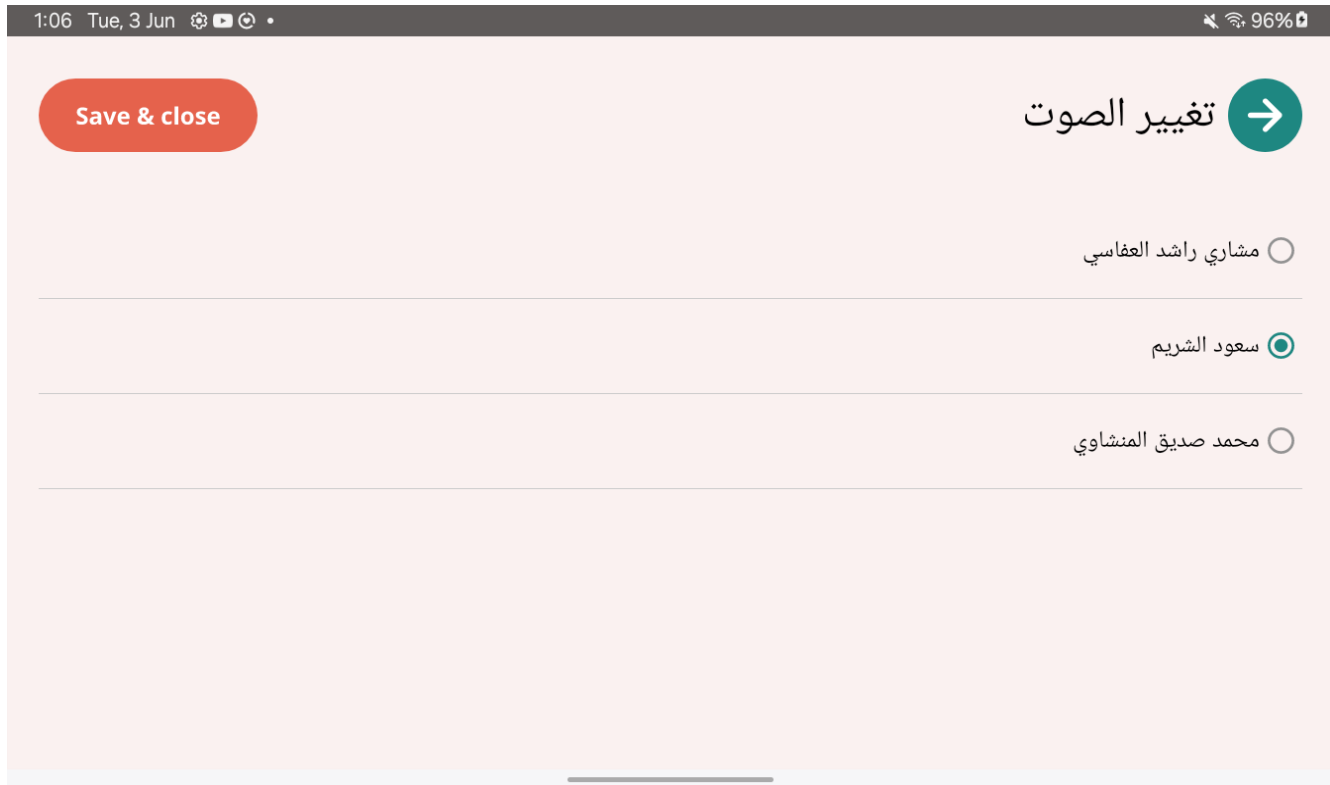 1:06 Tue, 3 Jun
96%
تغيير الصوت
Save & close
مشاري راشد العفاسي
سعود الشريم
محمد صديق المنشاوي